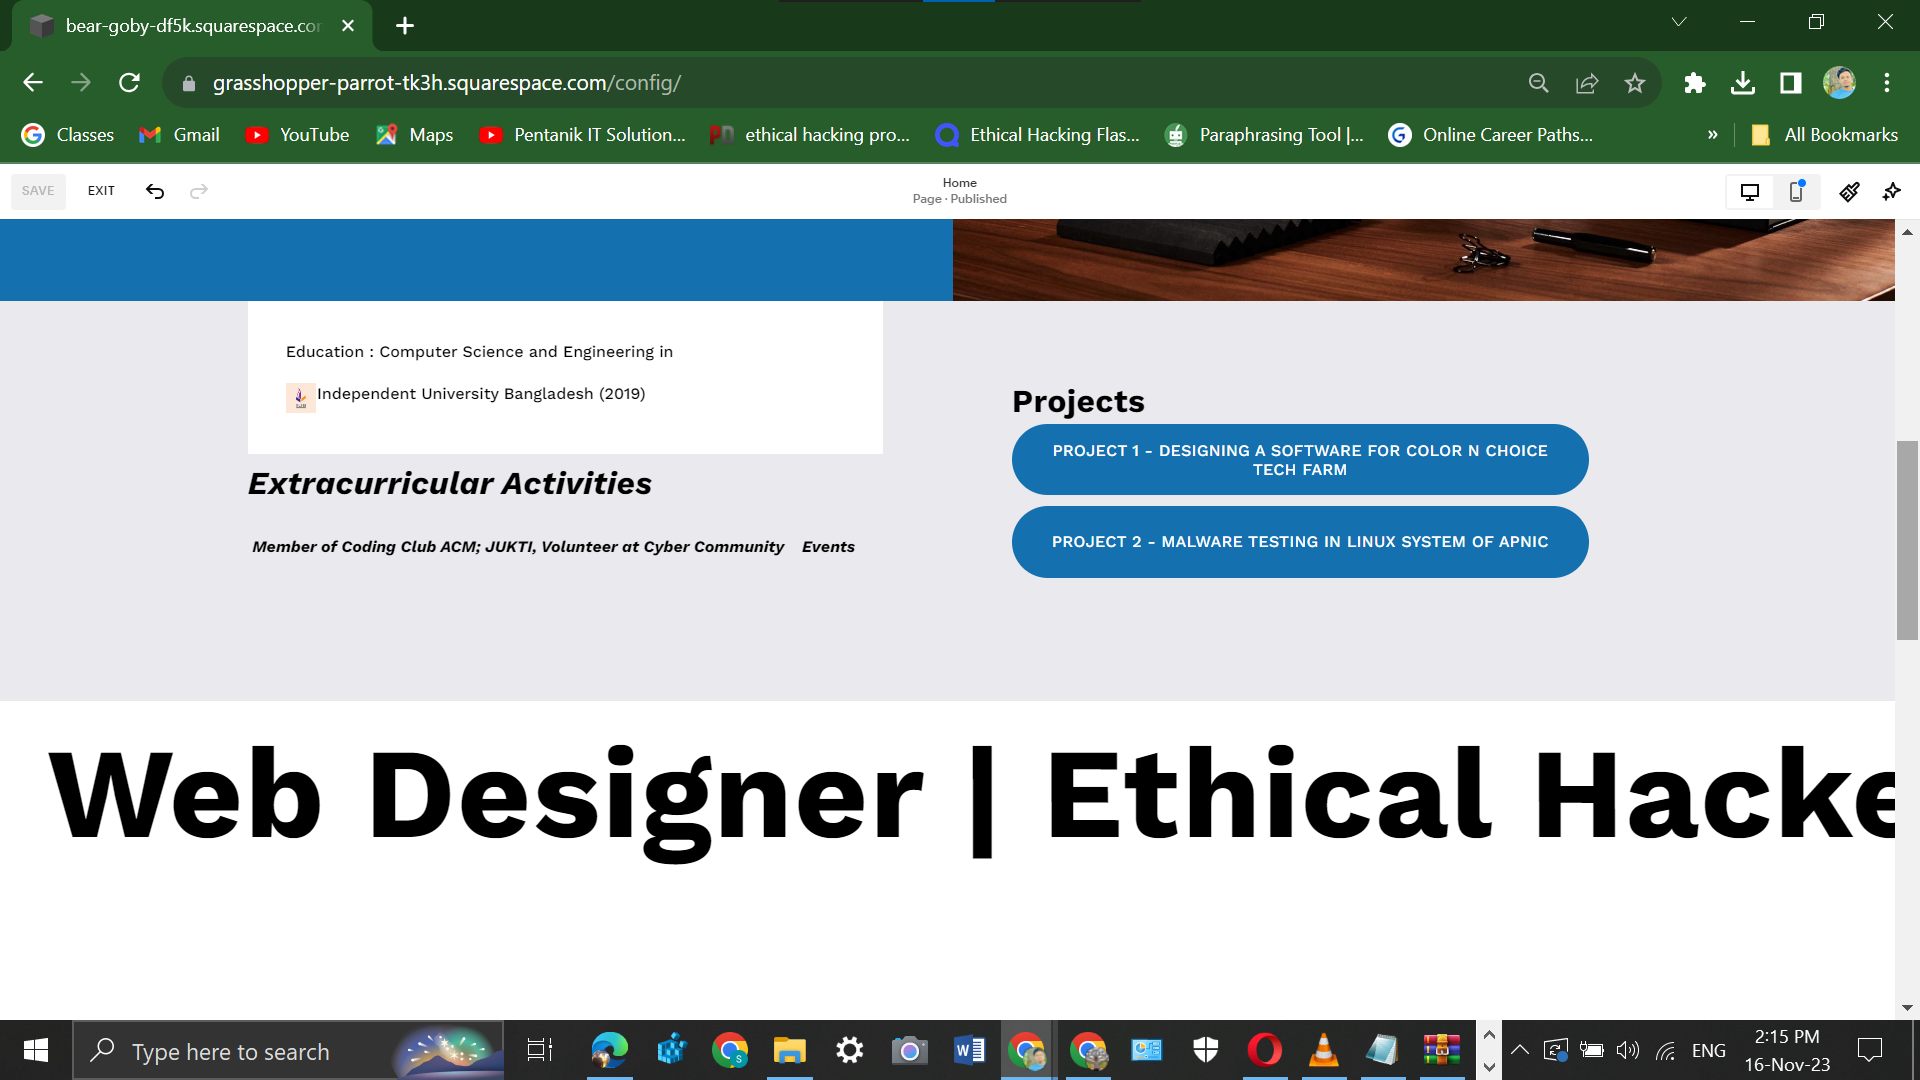 bear-goby-df5k.squarespace.cor
grasshopper-parrot-tk3h.squarespace.com/config/
Classes Gmail YouTube Maps Pentanik IT Solution... ethical hacking pro... Ethical Hacking Flas... Paraphrasing Tool |... Online Career Paths... » All Bookmarks
SAVE EXIT
Home
Page · Published
Education : Computer Science and Engineering in
Independent University Bangladesh (2019)
Extracurricular Activities
Member of Coding Club ACM; JUKTI, Volunteer at Cyber Community Events
Projects
PROJECT 1 - DESIGNING A SOFTWARE FOR COLOR N CHOICE
TECH FARM
PROJECT 2 - MALWARE TESTING IN LINUX SYSTEM OF APNIC
Web Designer | Ethical Hacke
Type here to search
ENG
2:15 PM
16-Nov-23